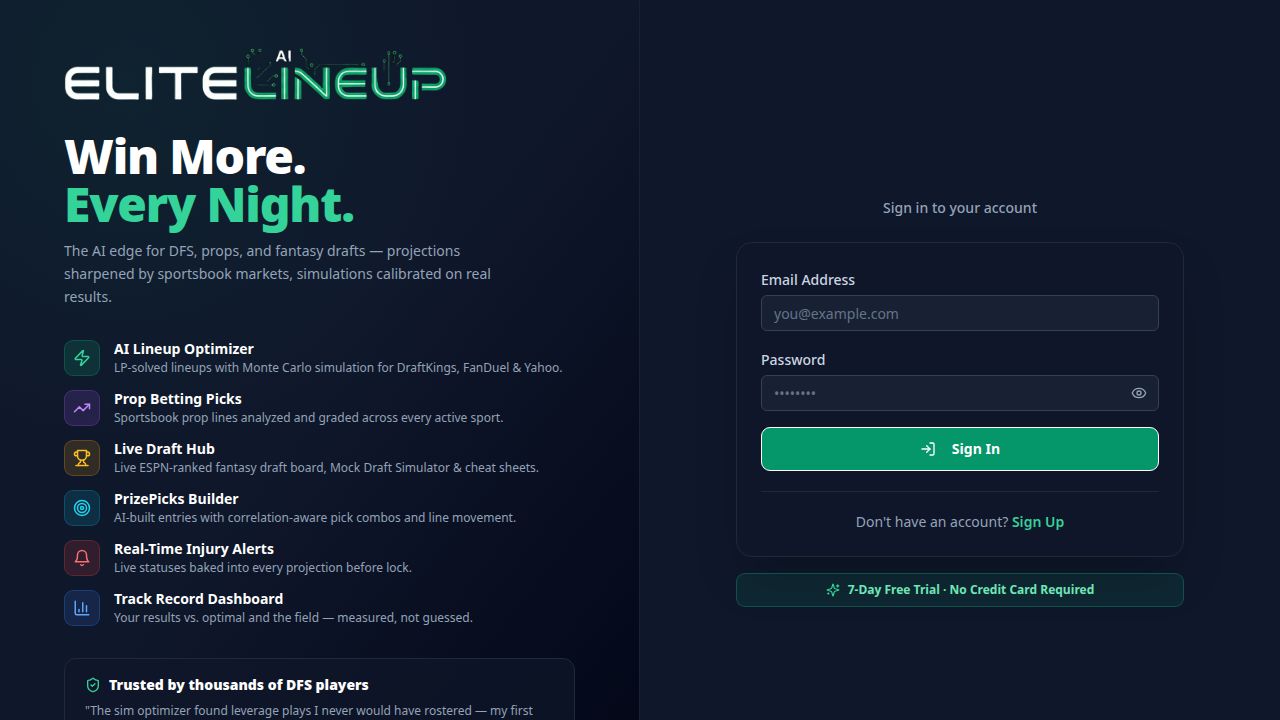 ELITELINEUP AI
Win More.
Every Night.
The AI edge for DFS, props, and fantasy drafts — projections
sharpened by sportsbook markets, simulations calibrated on real
results.
AI Lineup Optimizer
LP-solved lineups with Monte Carlo simulation for DraftKings, FanDuel & Yahoo.
Prop Betting Picks
Sportsbook prop lines analyzed and graded across every active sport.
Live Draft Hub
Live ESPN-ranked fantasy draft board, Mock Draft Simulator & cheat sheets.
PrizePicks Builder
AI-built entries with correlation-aware pick combos and line movement.
Real-Time Injury Alerts
Live statuses baked into every projection before lock.
Track Record Dashboard
Your results vs. optimal and the field — measured, not guessed.
Trusted by thousands of DFS players
"The sim optimizer found leverage plays I never would have rostered — my first
Sign in to your account
Email Address
you@example.com
Password
••••••••
Sign In
Don't have an account? Sign Up
7-Day Free Trial · No Credit Card Required